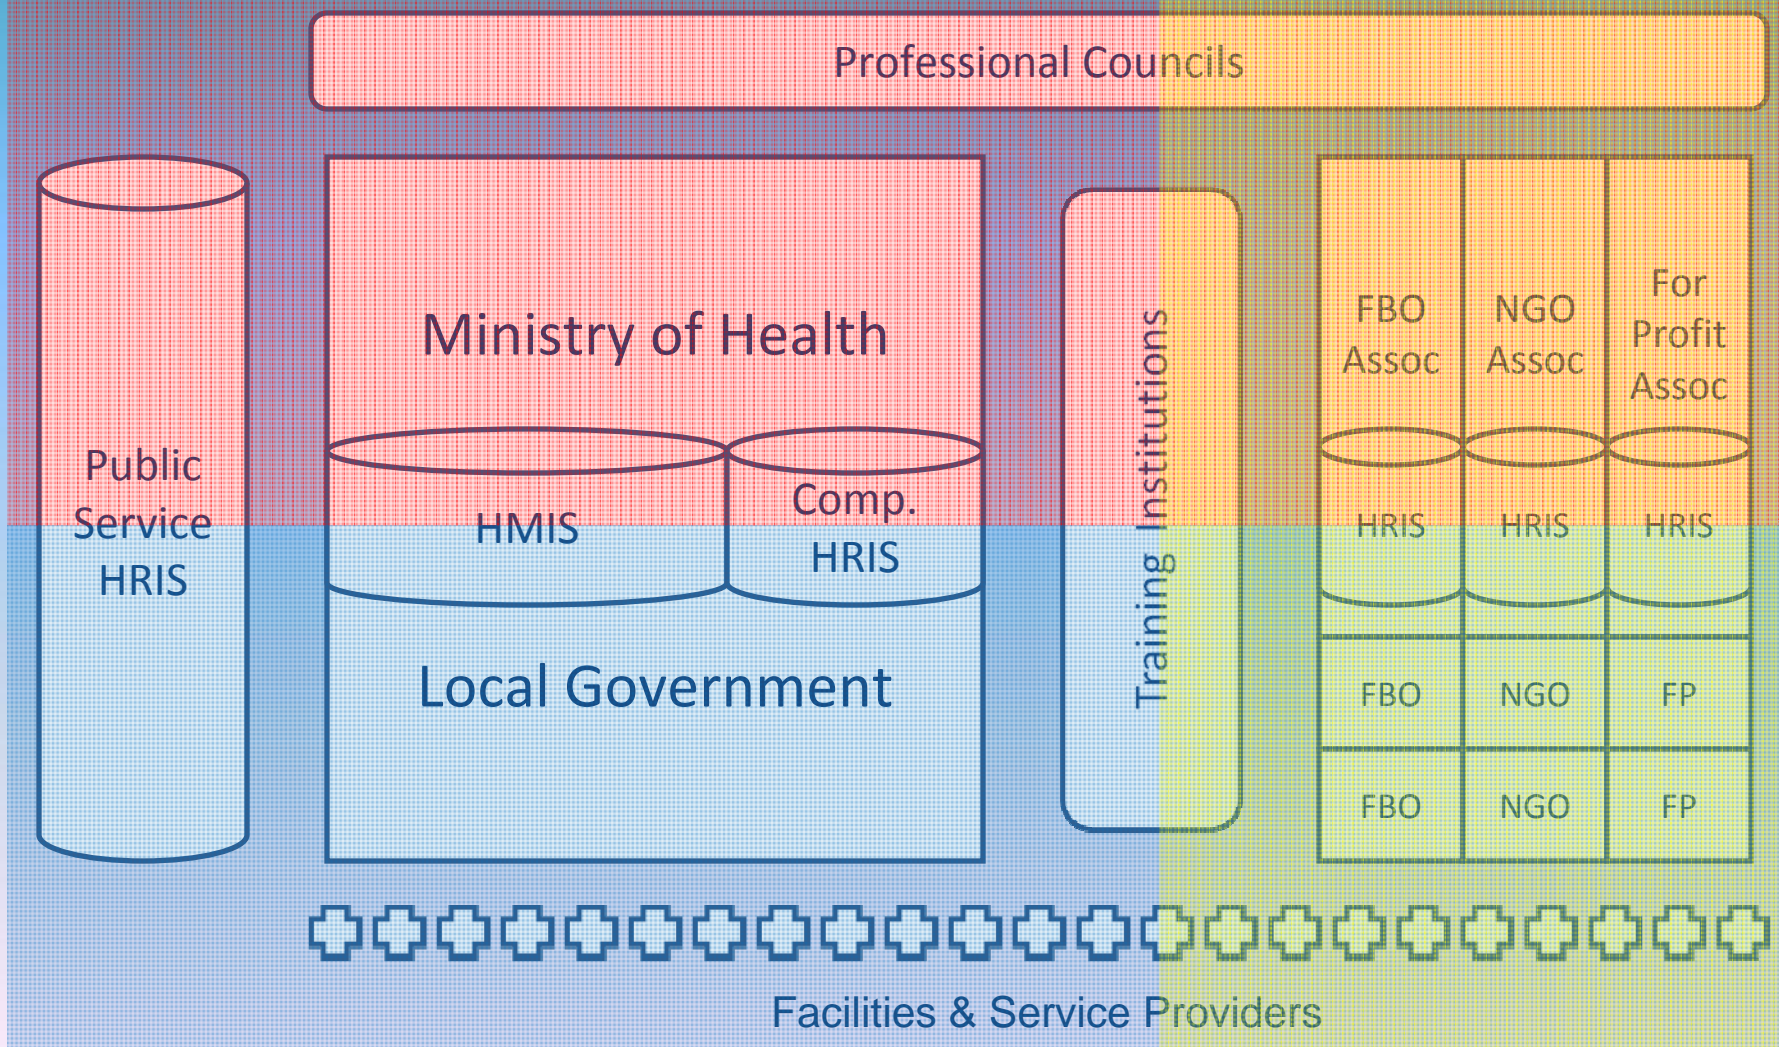 Professional Councils
Public
Service
HRIS
Ministry of Health
HMIS
Comp.
HRIS
Local Government
Training Institutions
FBO
Assoc
NGO
Assoc
For
Profit
Assoc
HRIS
HRIS
HRIS
FBO
NGO
FP
FBO
NGO
FP
Facilities & Service Providers